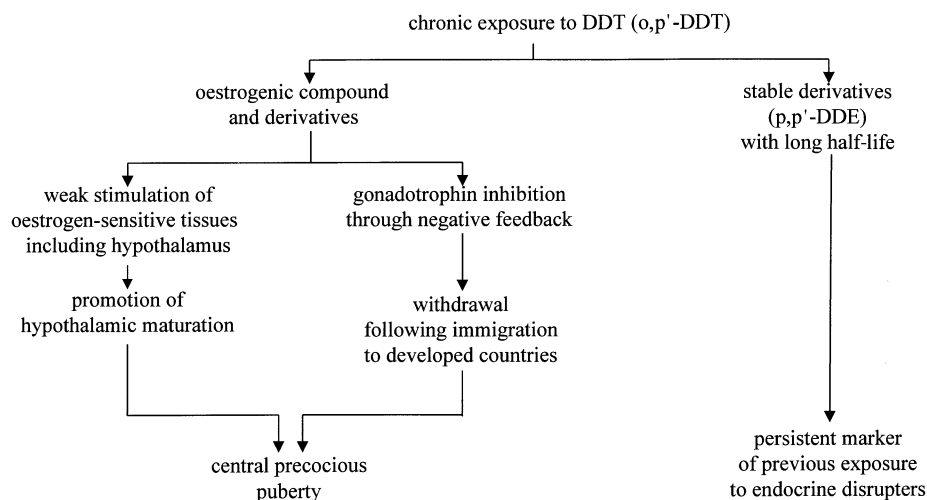 chronic exposure to DDT (o,p'-DDT)
oestrogenic compound
and derivatives
stable derivatives
(p,p'-DDE)
with long half-life
weak stimulation of
oestrogen-sensitive tissues
including hypothalamus
gonadotrophin inhibition
through negative feedback
promotion of
hypothalamic maturation
withdrawal
following immigration
to developed countries
central precocious
puberty
persistent marker
of previous exposure
to endocrine disrupters